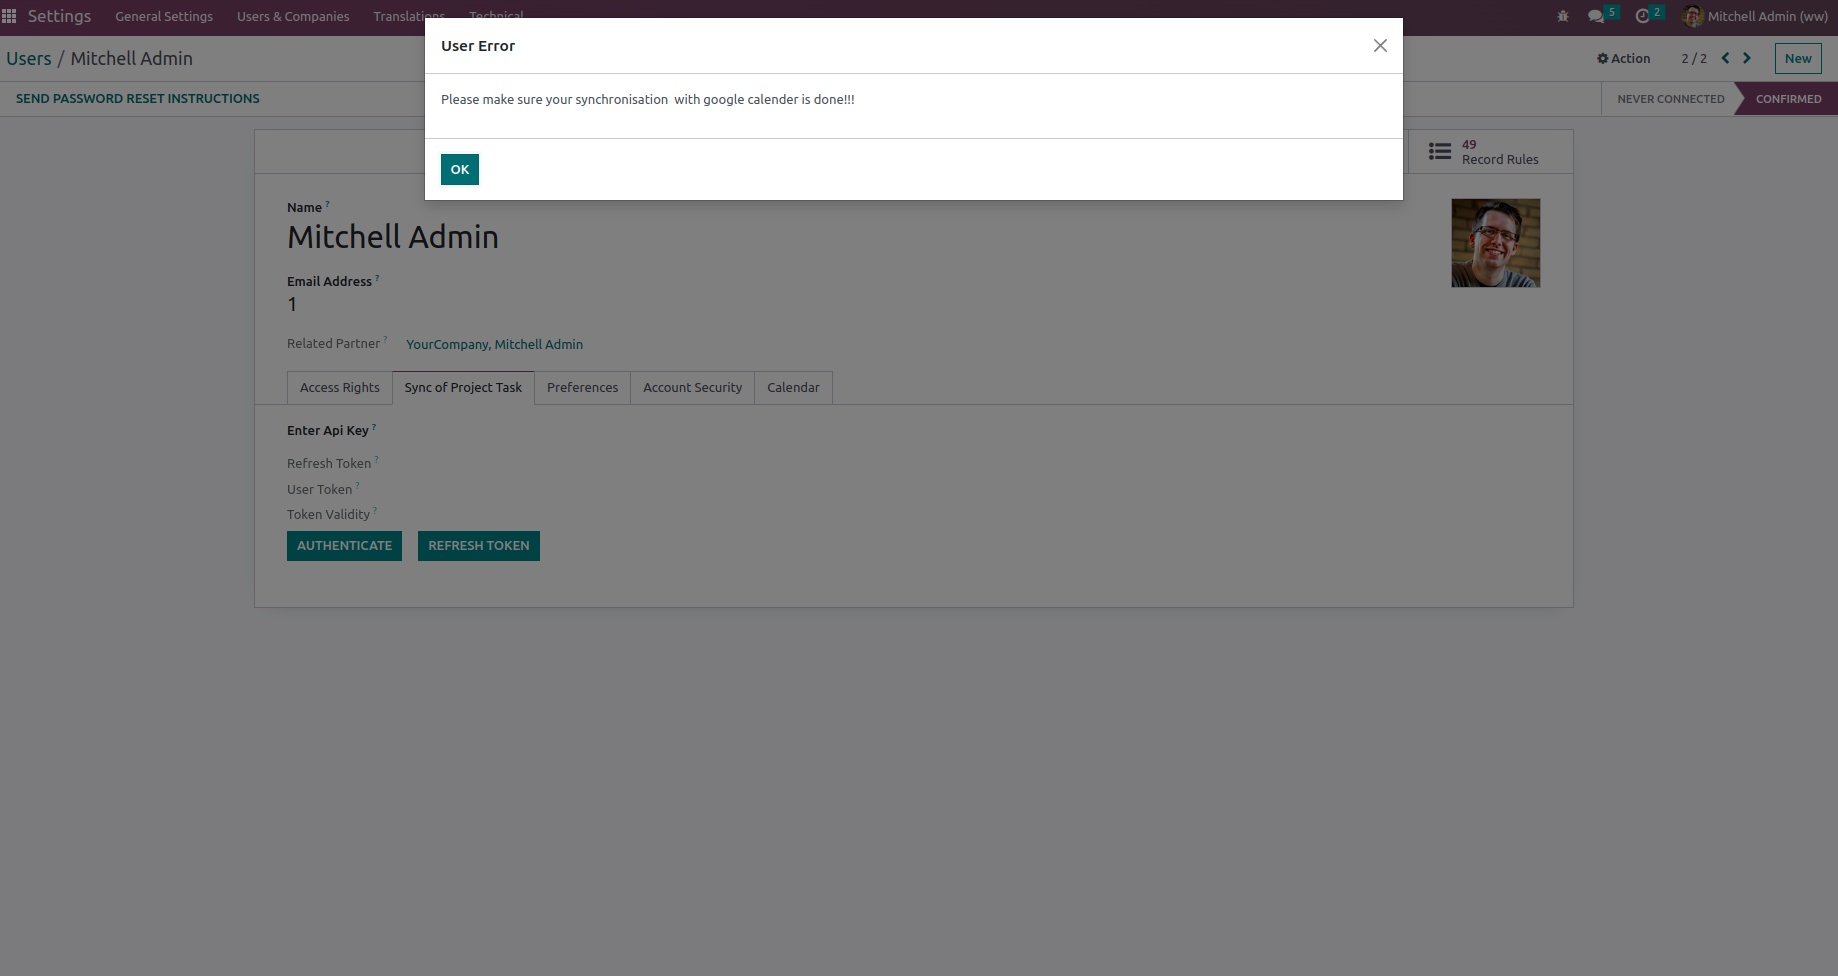 Settings General Settings Users & Companies Translations Technical 5 2 Mitchell Admin (ww)
User Error
Users / Mitchell Admin Action 2 / 2 New
SEND PASSWORD RESET INSTRUCTIONS NEVER CONNECTED CONFIRMED
Please make sure your synchronisation  with google calender is done!!!
OK
49
Record Rules
Name ?
Mitchell Admin
Email Address ?
1
Related Partner ? YourCompany, Mitchell Admin
Access Rights Sync of Project Task Preferences Account Security Calendar
Enter Api Key ?
Refresh Token ?
User Token ?
Token Validity ?
AUTHENTICATE REFRESH TOKEN